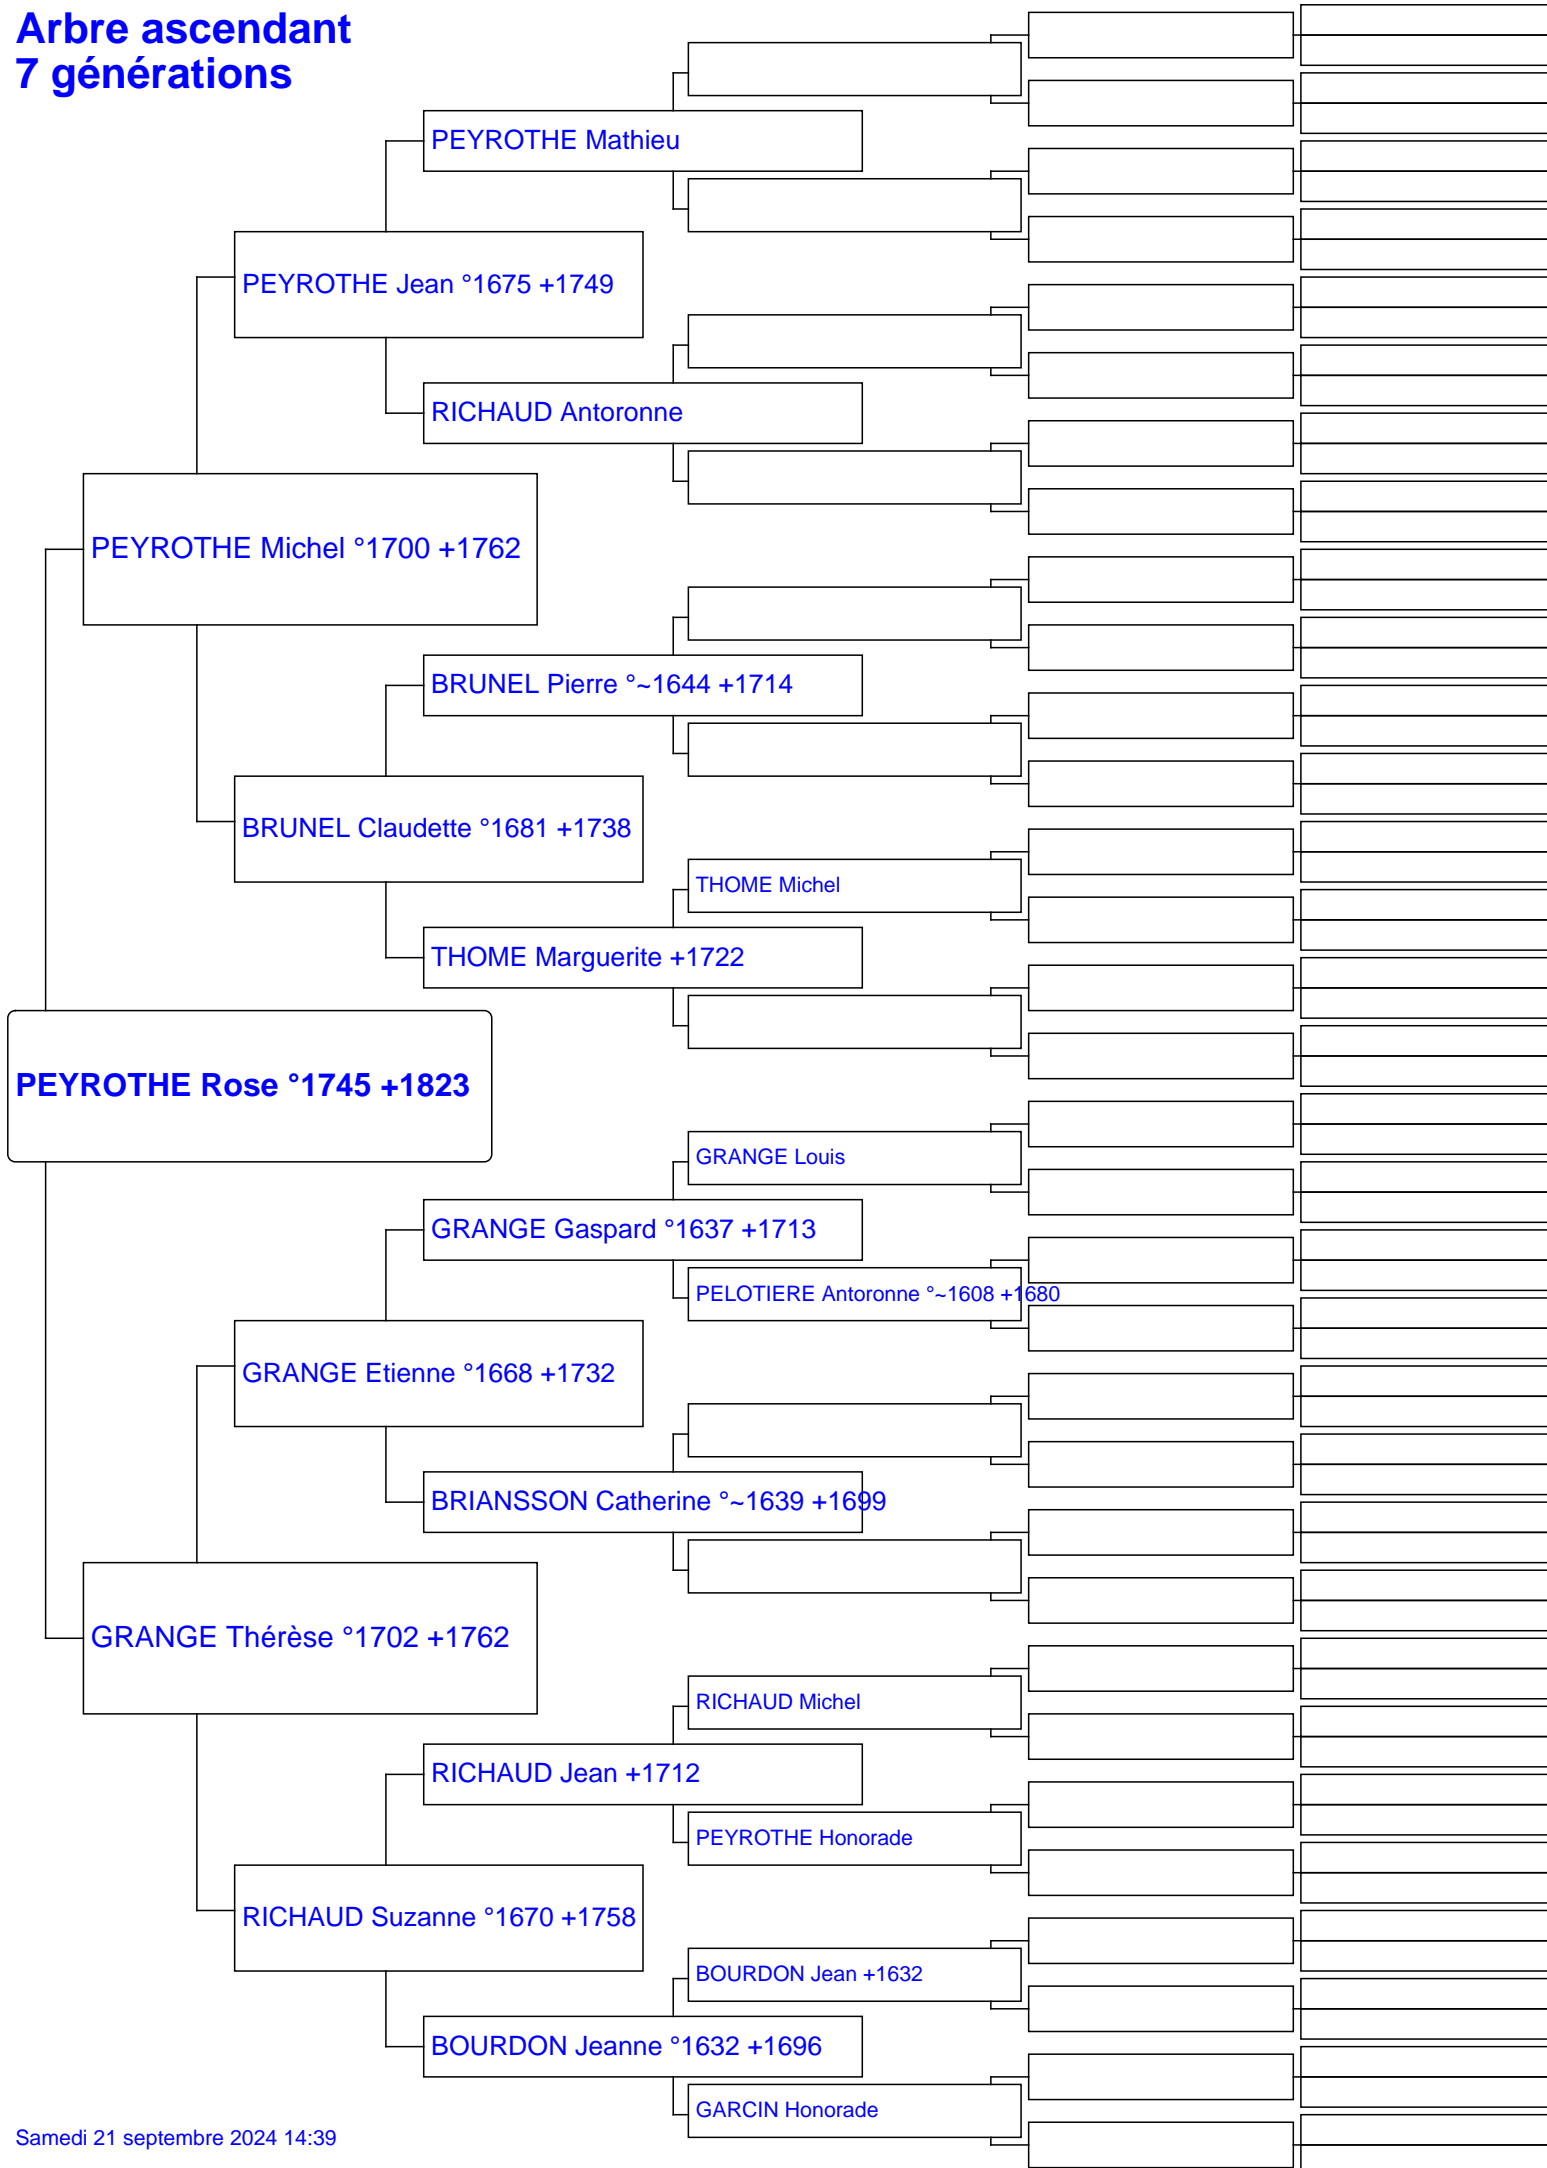 Arbre ascendant
7 générations
PEYROTHE Mathieu
PEYROTHE Jean °1675 +1749
RICHAUD Antoronne
PEYROTHE Michel °1700 +1762
BRUNEL Pierre °~1644 +1714
BRUNEL Claudette °1681 +1738
THOME Michel
THOME Marguerite +1722
PEYROTHE Rose °1745 +1823
GRANGE Louis
GRANGE Gaspard °1637 +1713
PELOTIERE Antoronne °~1608 +1680
GRANGE Etienne °1668 +1732
BRIANSSON Catherine °~1639 +1699
GRANGE Thérèse °1702 +1762
RICHAUD Michel
RICHAUD Jean +1712
PEYROTHE Honorade
RICHAUD Suzanne °1670 +1758
BOURDON Jean +1632
BOURDON Jeanne °1632 +1696
GARCIN Honorade
Samedi 21 septembre 2024 14:39